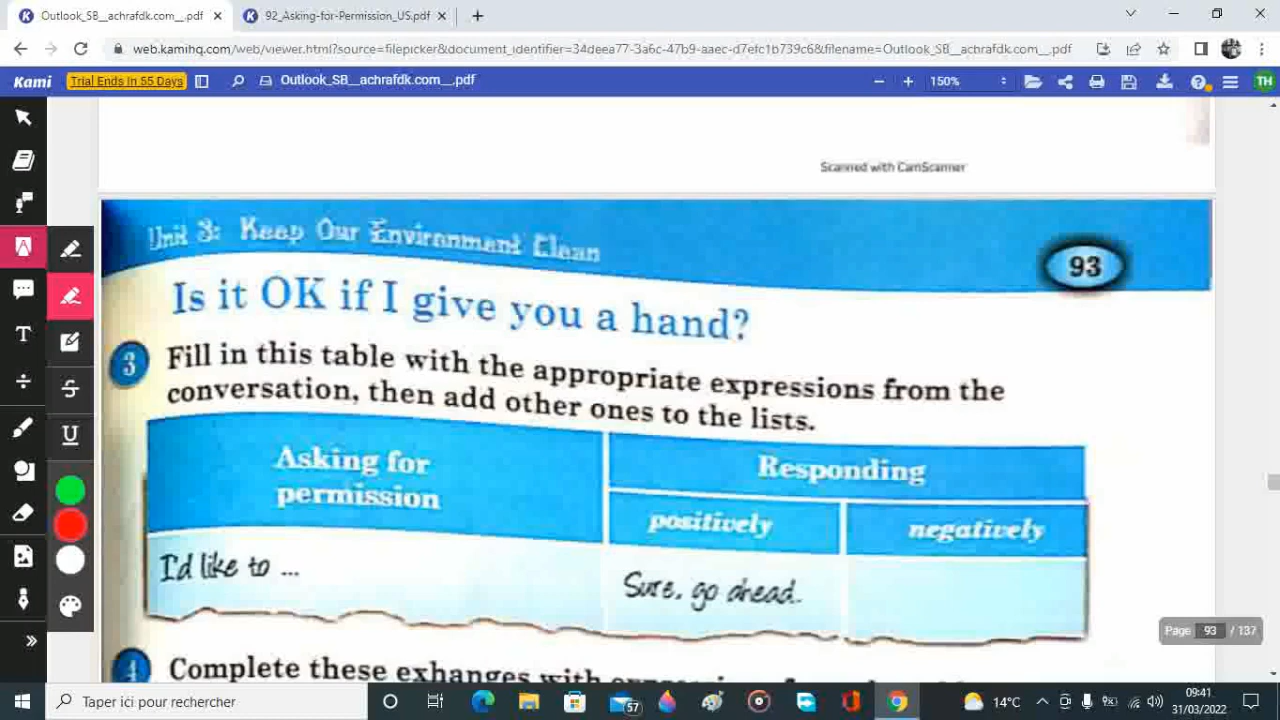 Outlook_SB__achrafdk.com__.pdf
92_Asking-for-Permission_US.pdf
web.kamihq.com/web/viewer.html?source=filepicker&document_identifier=34deea77-3a6c-47b9-aaec-d7efc1b739c6&filename=Outlook_SB__achrafdk.com__.pdf
Kami Trial Ends In 55 Days Outlook_SB__achrafdk.com__.pdf 150% TH
Scanned with CamScanner
Unit 3: Keep Our Environment Clean
93
Is it OK if I give you a hand?
3 Fill in this table with the appropriate expressions from the
conversation, then add other ones to the lists.
Asking for
permission
Responding
positively
negatively
I'd like to ...
Sure, go ahead.
Page 93 / 137
4 Complete these exhanges with
Taper ici pour rechercher
57
14°C
09:41
31/03/2022